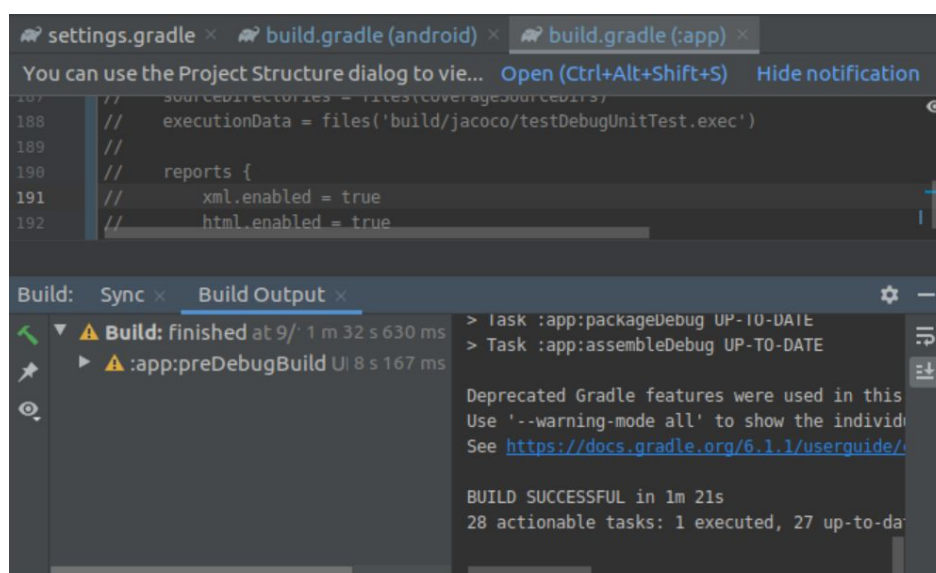 settings.gradle × build.gradle (android) × build.gradle (:app) ×
You can use the Project Structure dialog to vie... Open (Ctrl+Alt+Shift+S) Hide notification
187 // sourceDirectories = files(coverageSourceDirs)
188 // executionData = files('build/jacoco/testDebugUnitTest.exec')
189 //
190 // reports {
191 // xml.enabled = true
192 // html.enabled = true
Build: Sync × Build Output ×
Build: finished at 9/ 1 m 32 s 630 ms
:app:preDebugBuild 8 s 167 ms
> Task :app:packageDebug UP-TO-DATE
> Task :app:assembleDebug UP-TO-DATE
Deprecated Gradle features were used in this
Use '--warning-mode all' to show the individu
See https://docs.gradle.org/6.1.1/userguide/
BUILD SUCCESSFUL in 1m 21s
28 actionable tasks: 1 executed, 27 up-to-da